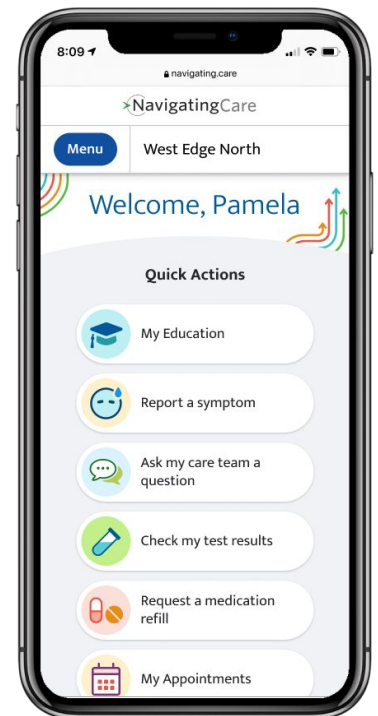 8:09
navigating.care
NavigatingCare
Menu
West Edge North
Welcome, Pamela
Quick Actions
My Education
Report a symptom
Ask my care team a
question
Check my test results
Request a medication
refill
My Appointments